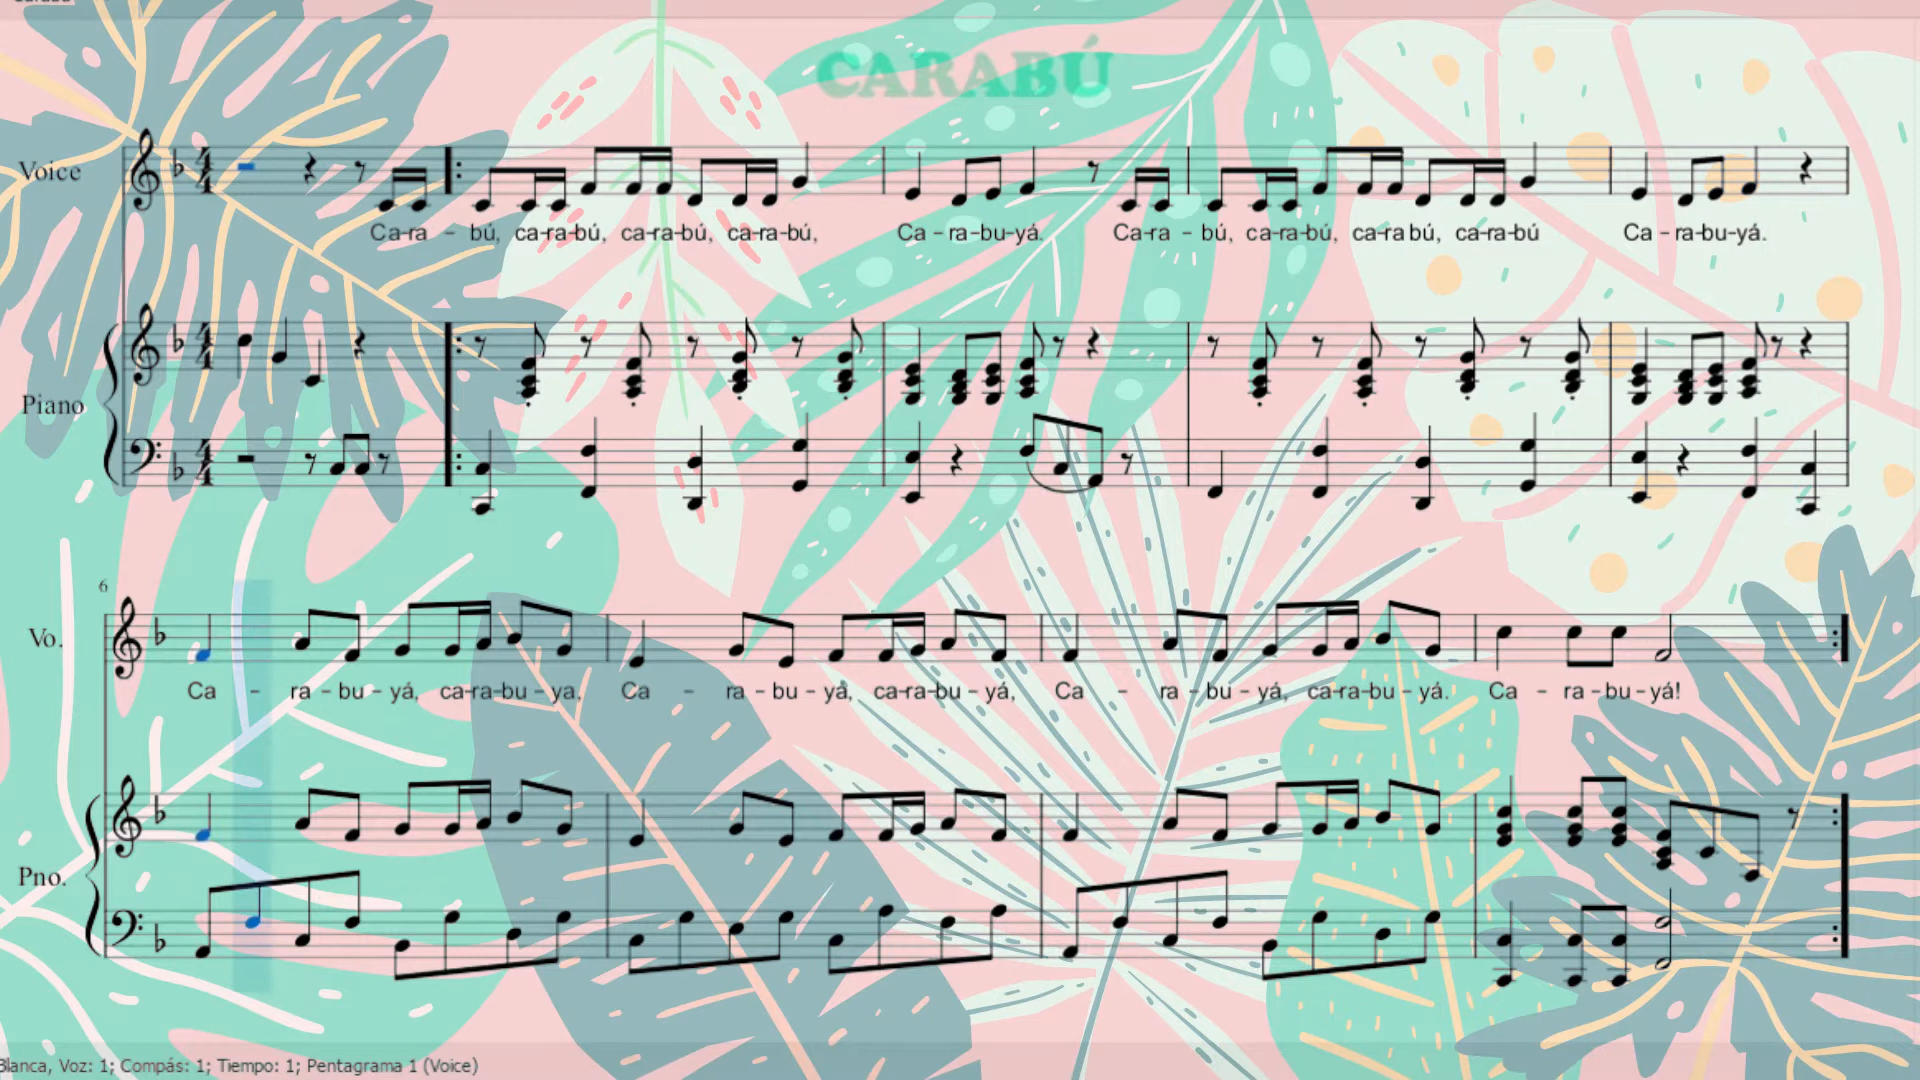 CARABÚ
Voice
Ca-ra - bú, ca-ra-bú, ca-ra-bú, ca-ra-bú, Ca-ra-bu-yá. Ca-ra - bú, ca-ra-bú, ca-ra bú, ca-ra-bú Ca-ra-bu-yá.
Piano
6
Vo.
Ca - ra-bu-yá, ca-ra-bu-ya. Ca - ra-bu-yá, ca-ra-bu-yá, Ca - ra-bu-yá, ca-ra-bu-yá. Ca - ra-bu-yá!
Pno.
Blanca, Voz: 1; Compás: 1; Tiempo: 1; Pentagrama 1 (Voice)